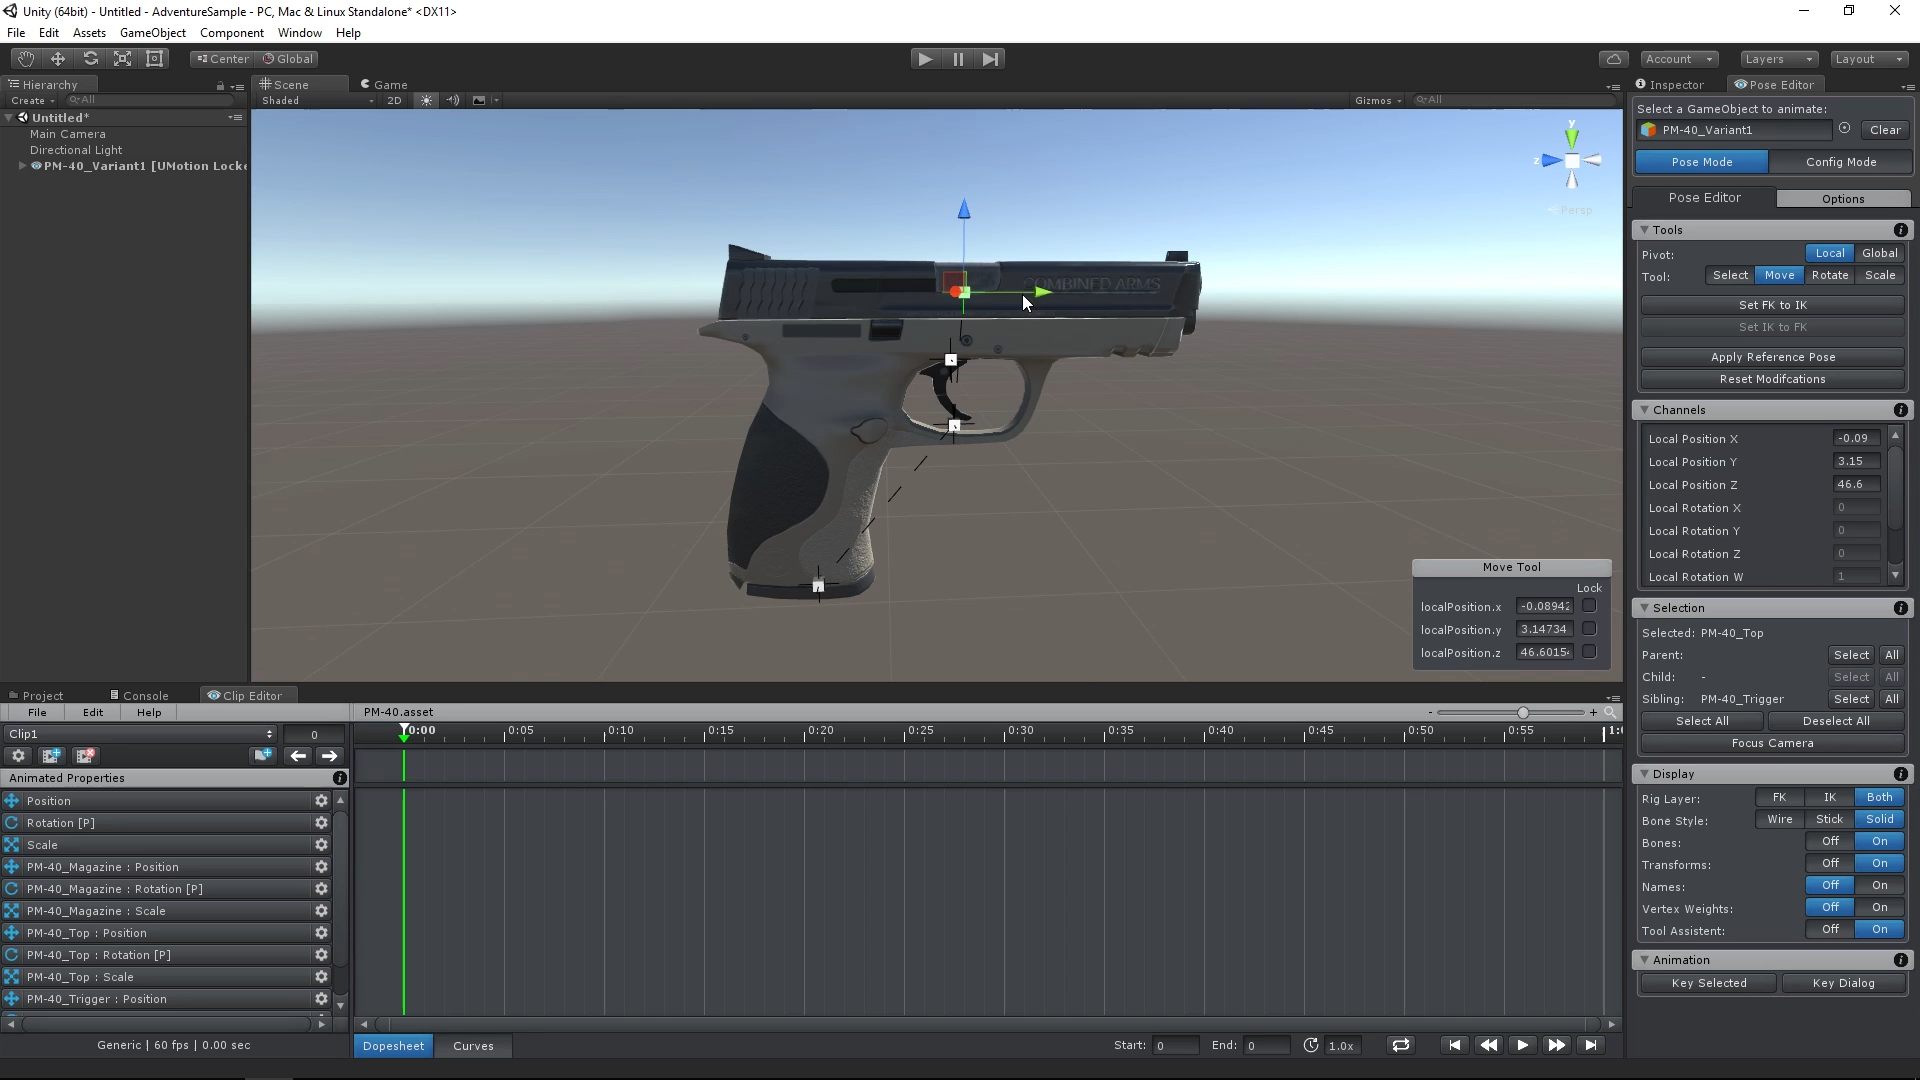 Unity (64bit) - Untitled - AdventureSample - PC, Mac & Linux Standalone* <DX11>
File Edit Assets GameObject Component Window Help
Center Global Account Layers Layout
Hierarchy
Create All
Untitled*
Main Camera
Directional Light
PM-40_Variant1 [UMotion Locke
Scene Game
Shaded 2D Gizmos All
y
z
Persp
COMBINED ARMS
Move Tool
Lock
localPosition.x -0.08942
localPosition.y 3.14734
localPosition.z 46.6015
Inspector Pose Editor
Select a GameObject to animate:
PM-40_Variant1 Clear
Pose Mode Config Mode
Pose Editor Options
Tools
Pivot: Local Global
Tool: Select Move Rotate Scale
Set FK to IK
Set IK to FK
Apply Reference Pose
Reset Modifcations
Channels
Local Position X -0.09
Local Position Y 3.15
Local Position Z 46.6
Local Rotation X 0
Local Rotation Y 0
Local Rotation Z 0
Local Rotation W 1
Selection
Selected: PM-40_Top
Parent: Select All
Child: - Select All
Sibling: PM-40_Trigger Select All
Select All Deselect All
Focus Camera
Display
Rig Layer: FK IK Both
Bone Style: Wire Stick Solid
Bones: Off On
Transforms: Off On
Names: Off On
Vertex Weights: Off On
Tool Assistent: Off On
Animation
Key Selected Key Dialog
Project Console Clip Editor
File Edit Help PM-40.asset - +
Clip1 0
0:00 0:05 0:10 0:15 0:20 0:25 0:30 0:35 0:40 0:45 0:50 0:55 1:0
Animated Properties
Position
Rotation [P]
Scale
PM-40_Magazine : Position
PM-40_Magazine : Rotation [P]
PM-40_Magazine : Scale
PM-40_Top : Position
PM-40_Top : Rotation [P]
PM-40_Top : Scale
PM-40_Trigger : Position
Generic | 60 fps | 0.00 sec
Dopesheet Curves Start: 0 End: 0 1.0x